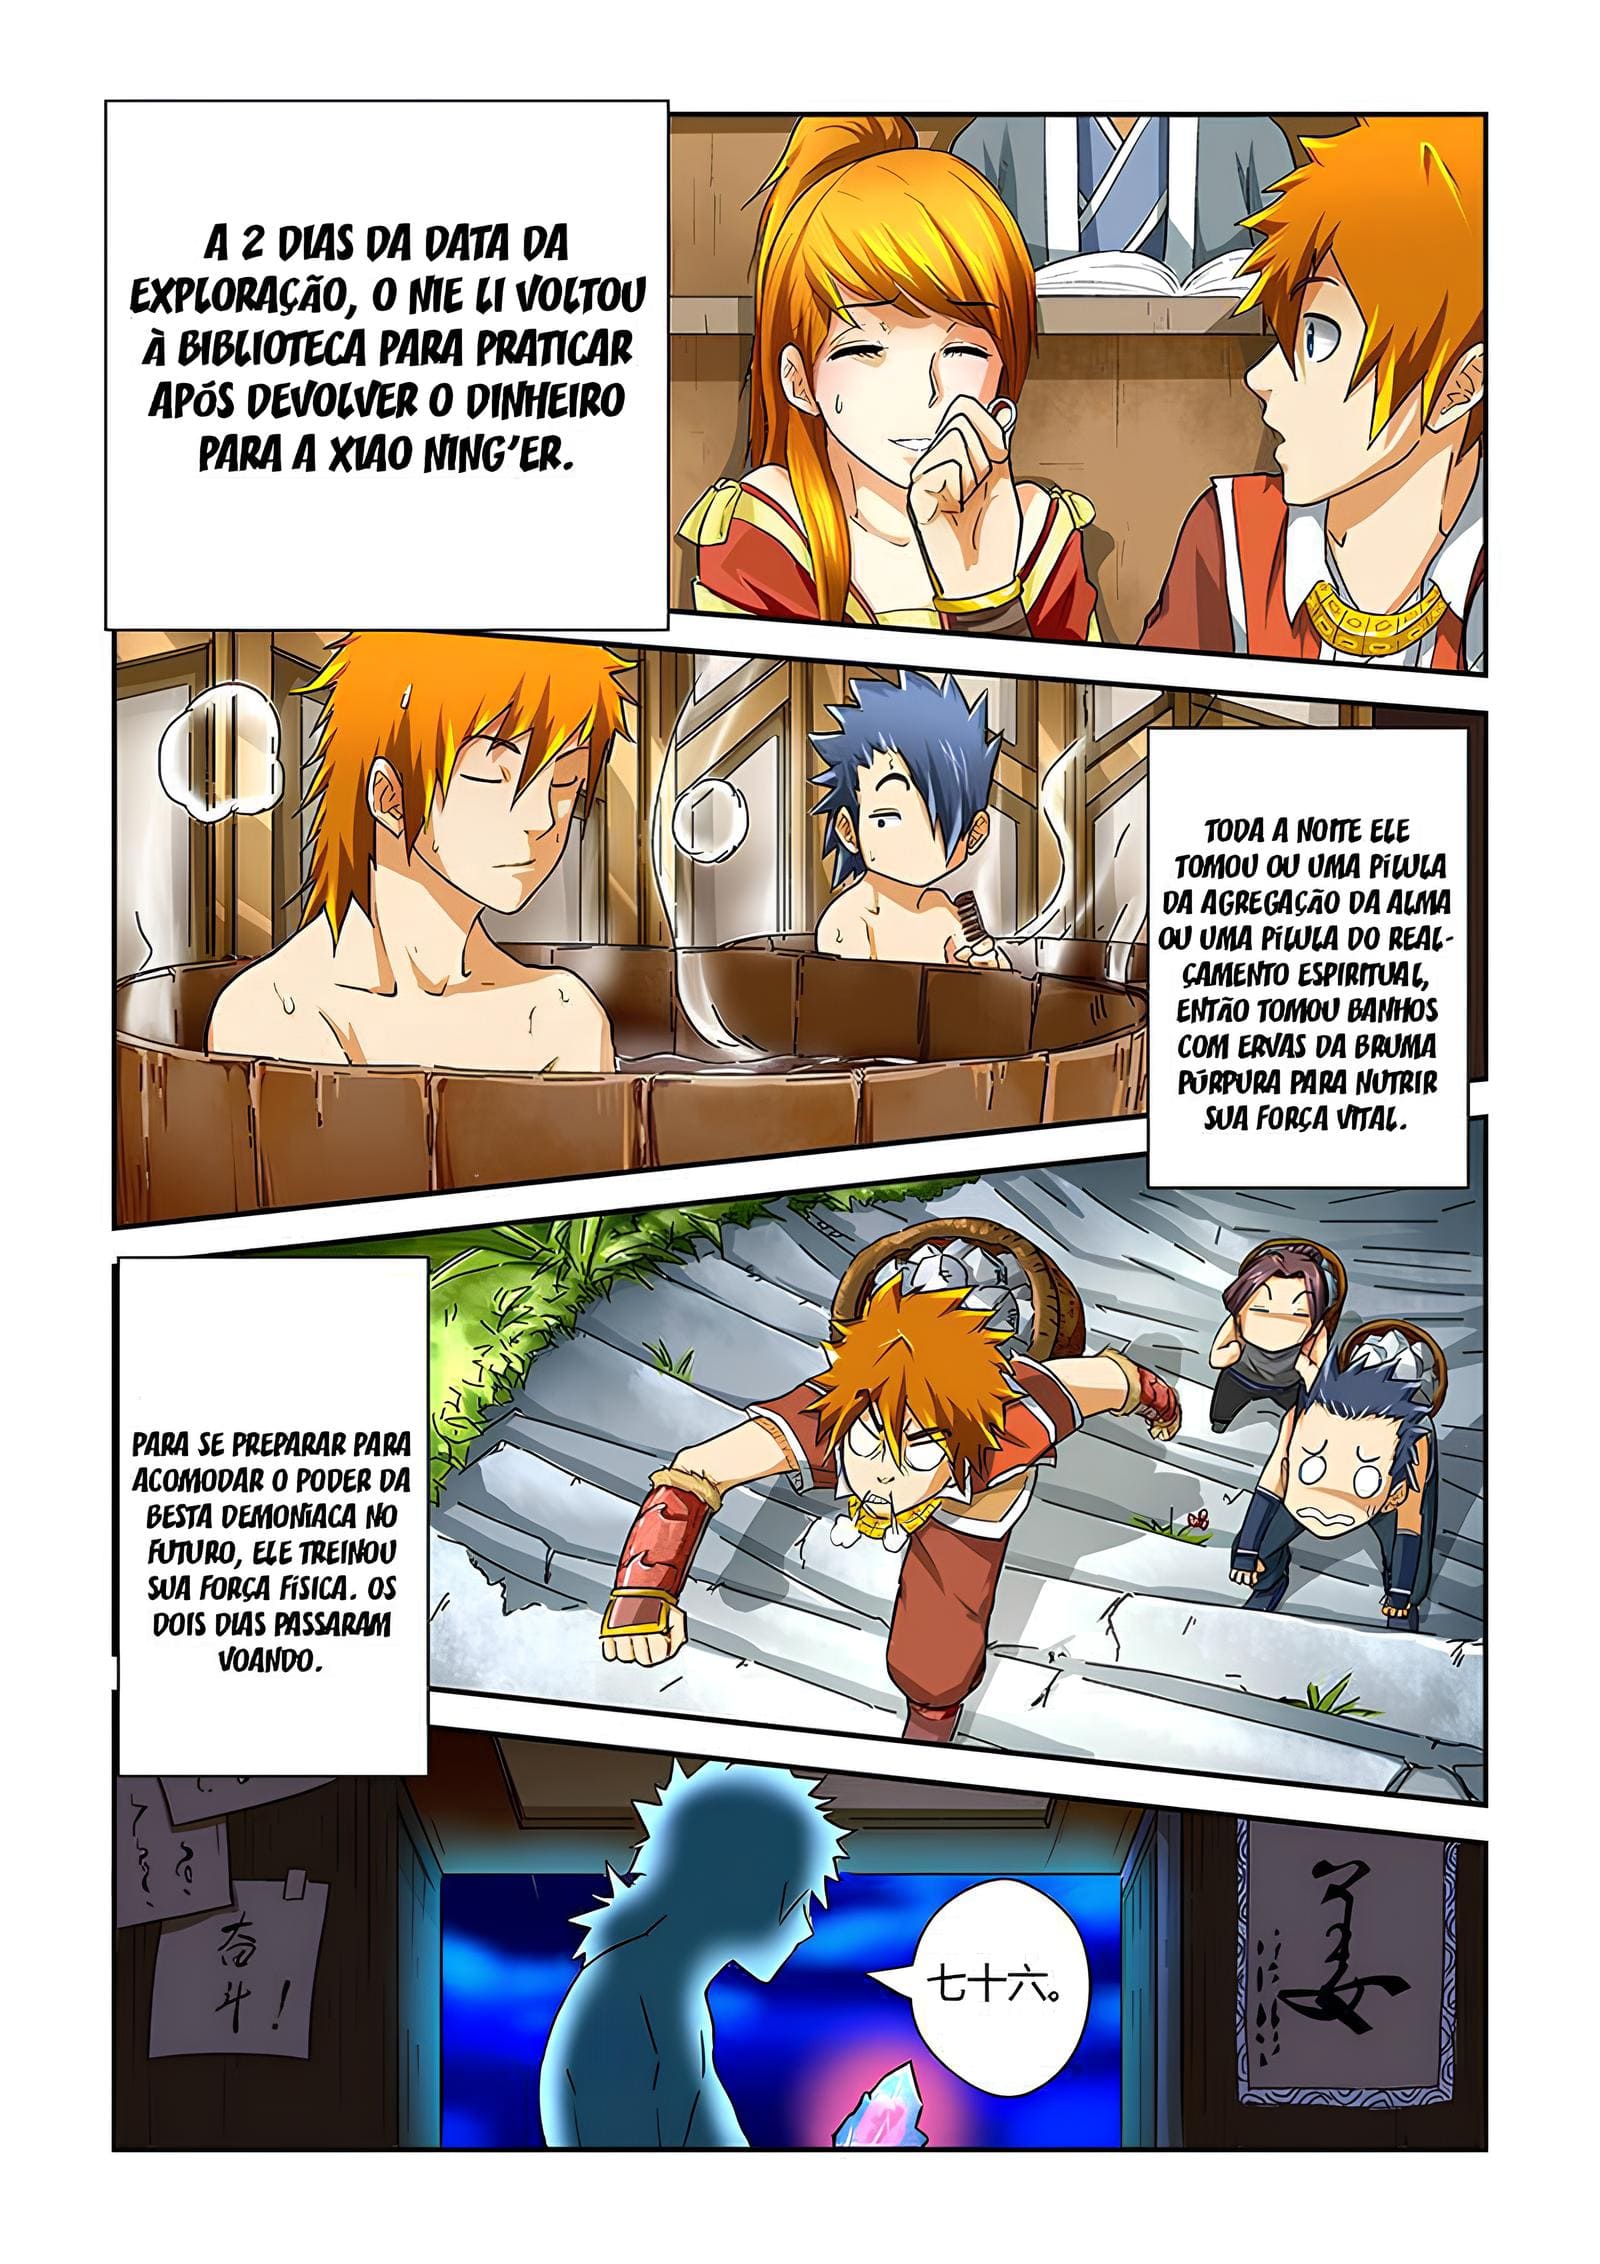 A 2 DIAS DA DATA DA
EXPLORAÇÃO, O NIE LI VOLTOU
À BIBLIOTECA PARA PRATICAR
APÓS DEVOLVER O DINHEIRO
PARA A XIAO NING'ER.
TODA A NOITE ELE
TOMOU OU UMA PÍLULA
DA AGREGAÇÃO DA ALMA
OU UMA PÍLULA DO REAL-
ÇAMENTO ESPIRITUAL,
ENTÃO TOMOU BANHOS
COM ERVAS DA BRUMA
PÚRPURA PARA NUTRIR
SUA FORÇA VITAL.
PARA SE PREPARAR PARA
ACOMODAR O PODER DA
BESTA DEMONÍACA NO
FUTURO, ELE TREINOU
SUA FORÇA FÍSICA. OS
DOIS DIAS PASSARAM
VOANDO.
奋
斗！
七十六。
姜